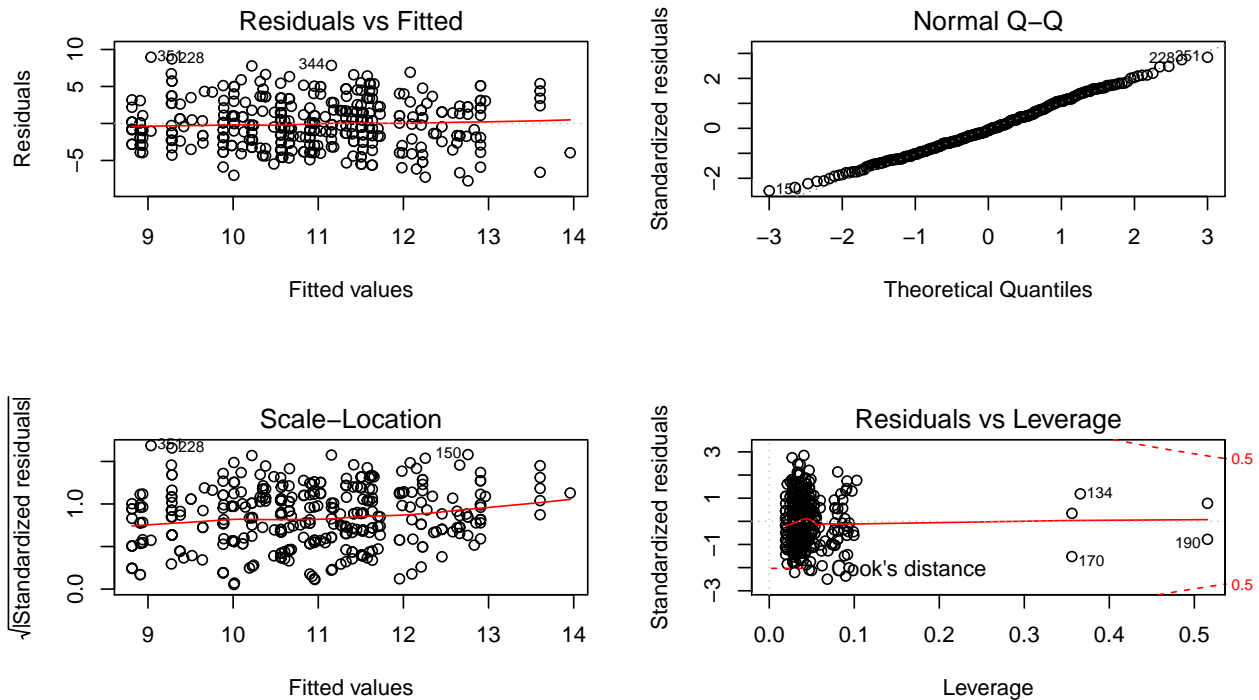 Residuals vs Fitted
Residuals
10
5
−5
351
228
344
9 10 11 12 13 14
Fitted values
Normal Q−Q
Standardized residuals
2
0
−2
228
351
150
−3 −2 −1 0 1 2 3
Theoretical Quantiles
Scale−Location
√|Standardized residuals|
1.0
0.0
351
228
150
9 10 11 12 13 14
Fitted values
Residuals vs Leverage
Standardized residuals
3
1
−1
−3
134
170
190
0.5
0.5
Cook's distance
0.0 0.1 0.2 0.3 0.4 0.5
Leverage